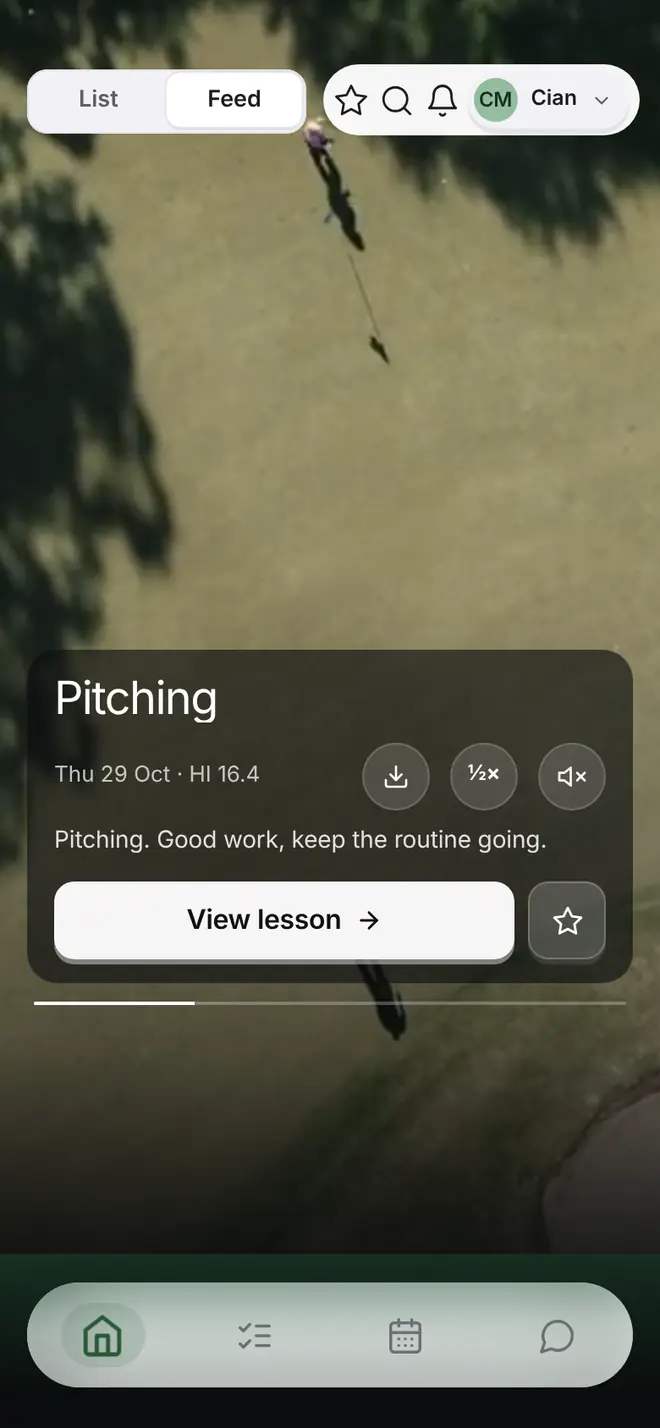 List
Feed
CM
Cian
Pitching
Thu 29 Oct · HI 16.4
½×
Pitching. Good work, keep the routine going.
View lesson →